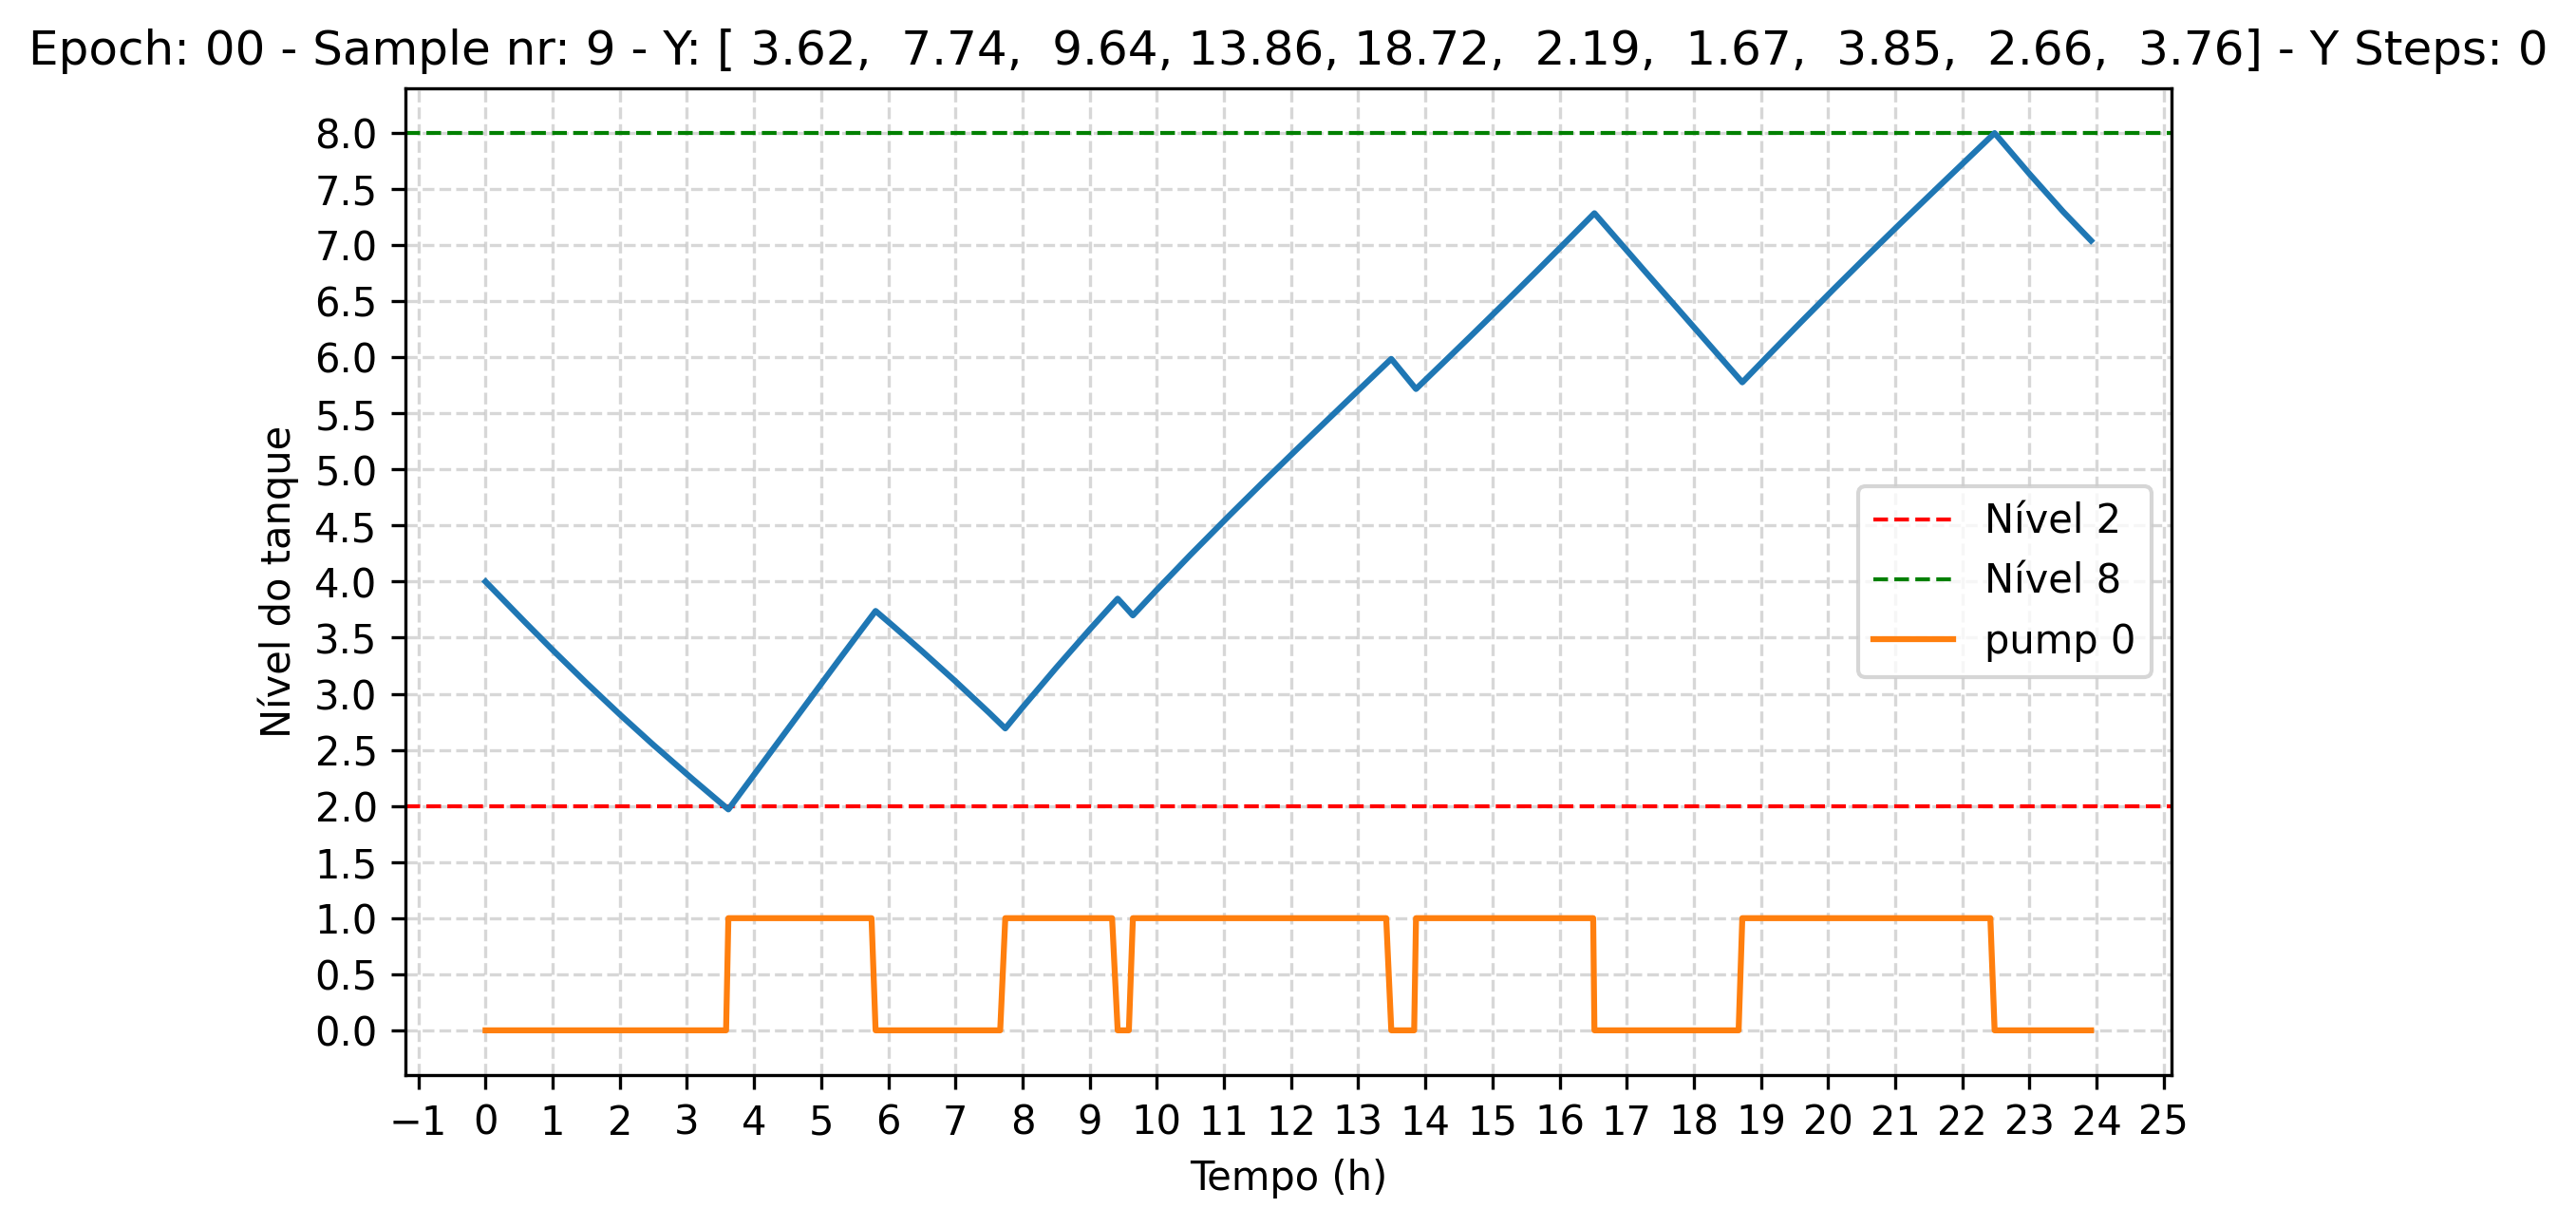 Epoch: 00 - Sample nr: 9 - Y: [ 3.62,  7.74,  9.64, 13.86, 18.72,  2.19,  1.67,  3.85,  2.66,  3.76] - Y Steps: 0
8.0
7.5
7.0
6.5
6.0
5.5
5.0
4.5
4.0
3.5
3.0
2.5
2.0
1.5
1.0
0.5
0.0
Nível do tanque
Nível 2
Nível 8
pump 0
−1 0 1 2 3 4 5 6 7 8 9 10 11 12 13 14 15 16 17 18 19 20 21 22 23 24 25
Tempo (h)